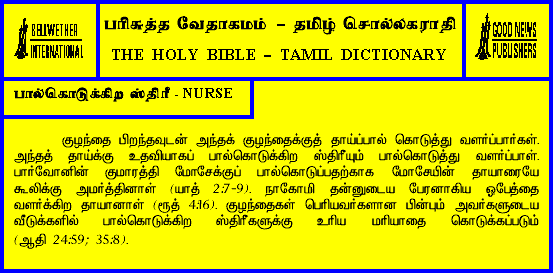 BELLWETHER
INTERNATIONAL
பரிசுத்த வேதாகமம் – தமிழ் சொல்லகராதி
THE HOLY BIBLE – TAMIL DICTIONARY
GOOD NEWS
PUBLISHERS
பால்கொடுக்கிற ஸ்திரீ - NURSE
குழந்தை பிறந்தவுடன் அந்தக் குழந்தைக்குத் தாய்ப்பால் கொடுத்து வளர்ப்பார்கள்.
அந்தத் தாய்க்கு உதவியாகப் பால்கொடுக்கிற ஸ்திரீயும் பால்கொடுத்து வளர்ப்பாள்.
பார்வோனின் குமாரத்தி மோசேக்குப் பால்கொடுப்பதற்காக மோசேயின் தாயாரையே
கூலிக்கு அமர்த்தினாள் (யாத் 2:7-9). நாகோமி தன்னுடைய பேரனாகிய ஓபேத்தை
வளர்க்கிற தாயானாள் (ரூத் 4:16). குழந்தைகள் பெரியவர்களான பின்பும் அவர்களுடைய
வீடுகளில் பால்கொடுக்கிற ஸ்திரீகளுக்கு உரிய மரியாதை கொடுக்கப்படும்
(ஆதி 24:59; 35:8).